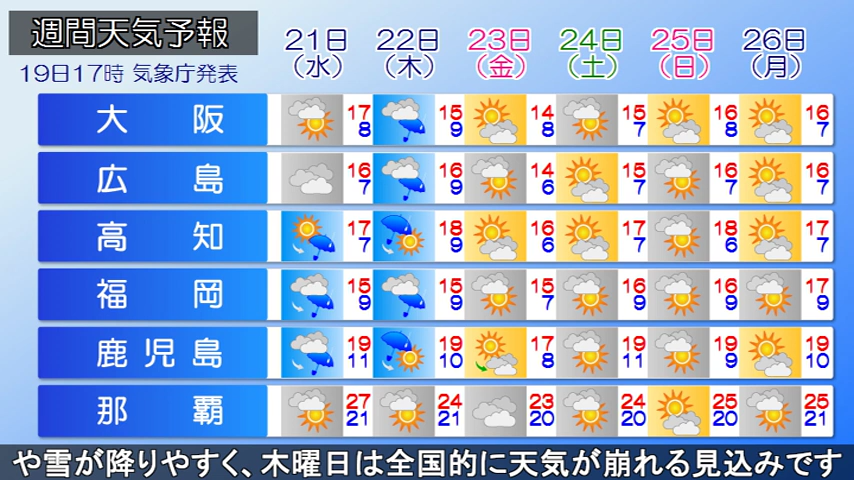 週間天気予報
19日17時 気象庁発表
21日 22日 23日 24日 25日 26日
（水） （木） （金） （土） （日） （月）
大阪 17 8 15 9 14 8 15 7 16 8 16 7
広島 16 7 16 9 14 6 15 7 16 7 16 7
高知 17 7 18 9 16 6 17 7 18 6 17 7
福岡 15 9 15 9 15 7 16 9 16 9 17 9
鹿児島 19 11 19 10 17 8 19 11 19 9 19 10
那覇 27 21 24 21 23 20 24 20 25 20 25 21
や雪が降りやすく、木曜日は全国的に天気が崩れる見込みです